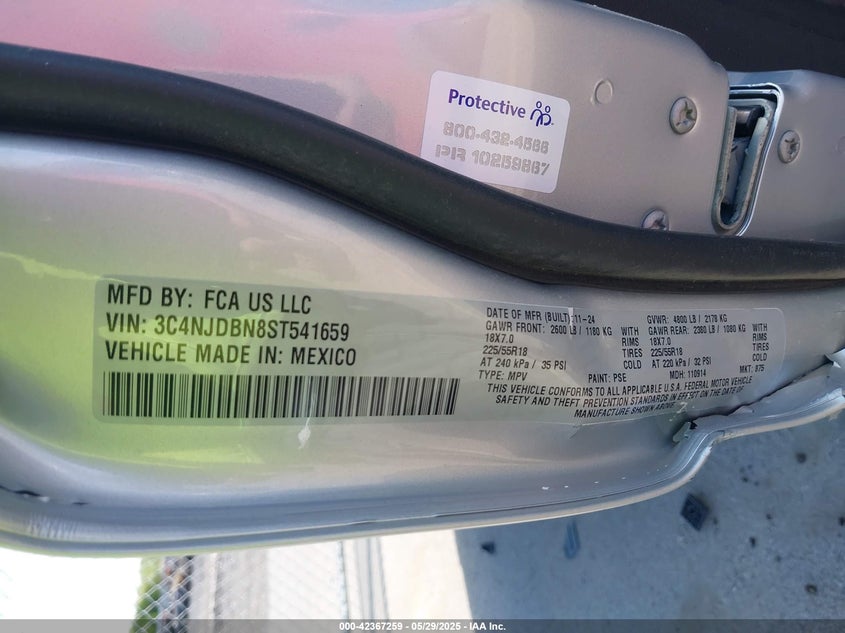 Protective
800-432-4566
PIR 10259867
MFD BY: FCA US LLC
VIN: 3C4NJDBN8ST541659
VEHICLE MADE IN: MEXICO
DATE OF MFR (BUILT):11-24 GVWR: 4800 LB / 2178 KG
GAWR FRONT: 2600 LB / 1180 KG WITH GAWR REAR: 2380 LB / 1080 KG WITH
18X7.0 RIMS 18X7.0 RIMS
225/55R18 TIRES 225/55R18 TIRES
AT 240 kPa / 35 PSI COLD AT 220 kPa / 32 PSI COLD
TYPE: MPV PAINT: PSE MDH: 110914 MKT: 875
THIS VEHICLE CONFORMS TO ALL APPLICABLE U.S.A. FEDERAL MOTOR VEHICLE
SAFETY AND THEFT PREVENTION STANDARDS IN EFFECT ON THE DATE OF
MANUFACTURE SHOWN ABOVE.
000-42367259 05/29/2025 IAA Inc.